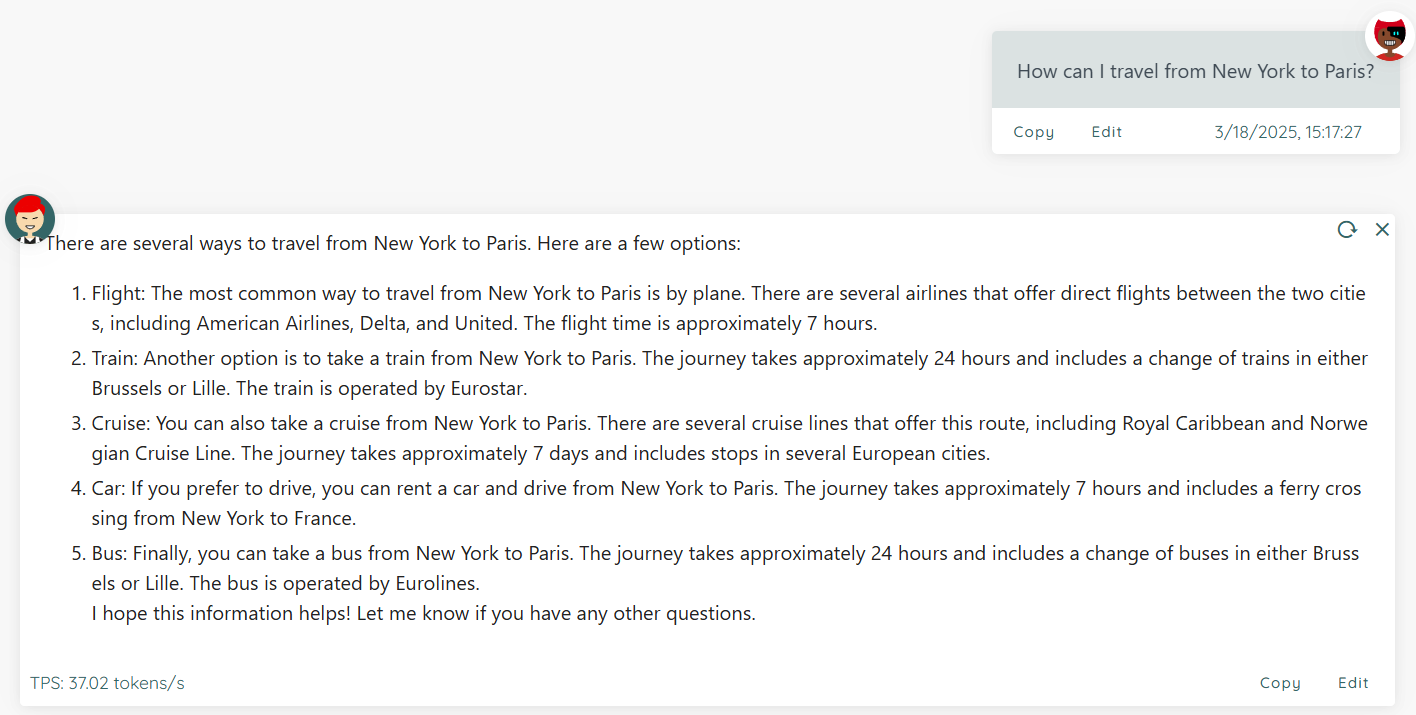 How can I travel from New York to Paris?
Copy Edit 3/18/2025, 15:17:27
There are several ways to travel from New York to Paris. Here are a few options:
1. Flight: The most common way to travel from New York to Paris is by plane. There are several airlines that offer direct flights between the two citie
s, including American Airlines, Delta, and United. The flight time is approximately 7 hours.
2. Train: Another option is to take a train from New York to Paris. The journey takes approximately 24 hours and includes a change of trains in either
Brussels or Lille. The train is operated by Eurostar.
3. Cruise: You can also take a cruise from New York to Paris. There are several cruise lines that offer this route, including Royal Caribbean and Norwe
gian Cruise Line. The journey takes approximately 7 days and includes stops in several European cities.
4. Car: If you prefer to drive, you can rent a car and drive from New York to Paris. The journey takes approximately 7 hours and includes a ferry cros
sing from New York to France.
5. Bus: Finally, you can take a bus from New York to Paris. The journey takes approximately 24 hours and includes a change of buses in either Bruss
els or Lille. The bus is operated by Eurolines.
I hope this information helps! Let me know if you have any other questions.
TPS: 37.02 tokens/s Copy Edit